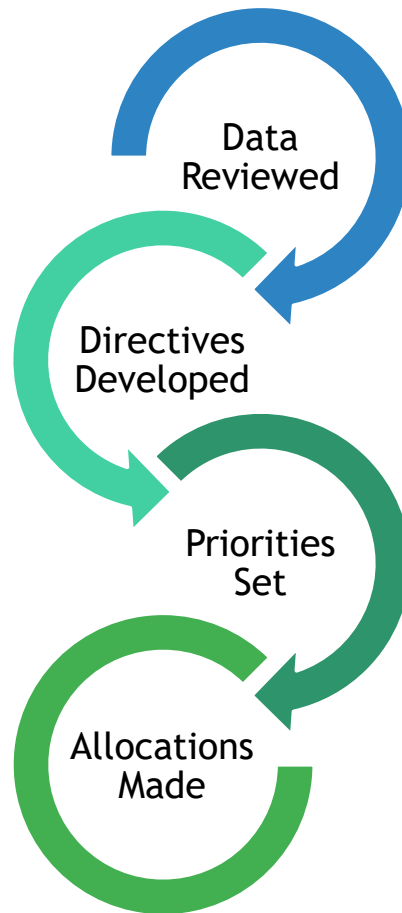 Data
Reviewed
Directives
Developed
Priorities
Set
Allocations
Made